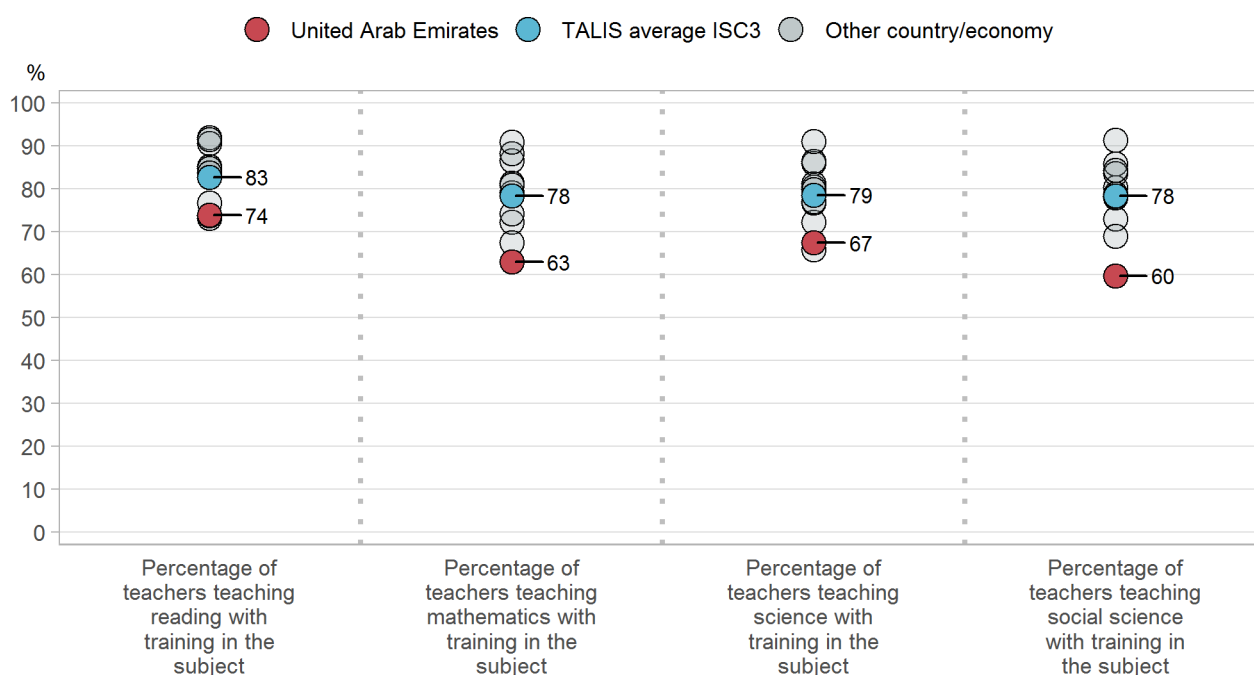 United Arab Emirates TALIS average ISC3 Other country/economy
%
100
90
80
70
60
50
40
30
20
10
0
83
74
78
63
79
67
78
60
Percentage of
teachers teaching
reading with
training in the
subject
Percentage of
teachers teaching
mathematics with
training in the
subject
Percentage of
teachers teaching
science with
training in the
subject
Percentage of
teachers teaching
social science
with training in
the subject